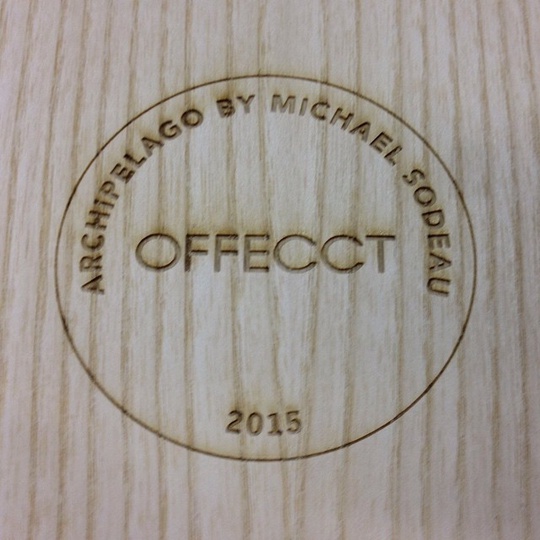 ARCHIPELAGO BY MICHAEL SODEAU
OFFECCT
2015